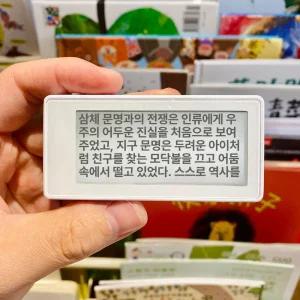 삼체 문명과의 전쟁은 인류에게 우
주의 어두운 진실을 처음으로 보여
주었고, 지구 문명은 두려운 아이처
럼 친구를 찾는 모닥불을 끄고 어둠
속에서 떨고 있었다. 스스로 역사를